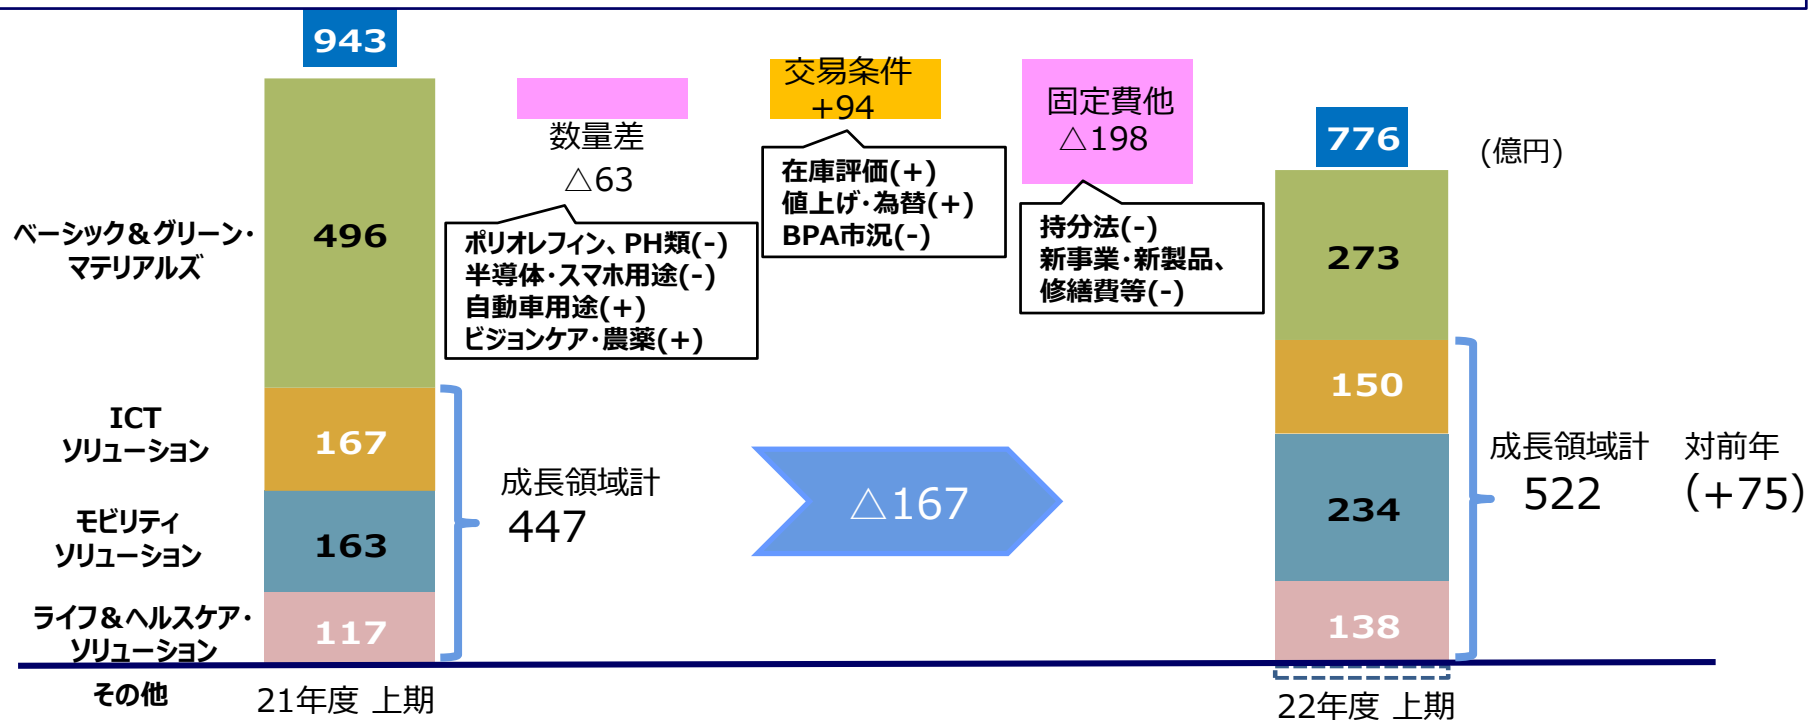 943
交易条件
+94
固定費他
△198
数量差
△63
776
(億円)
在庫評価(+)
値上げ・為替(+)
BPA市況(-)
持分法(-)
新事業・新製品、
修繕費等(-)
ポリオレフィン、PH類(-)
半導体・スマホ用途(-)
自動車用途(+)
ビジョンケア・農薬(+)
ベーシック&グリーン・
マテリアルズ
496
273
ICT
ソリューション
167
150
モビリティ
ソリューション
163
234
ライフ&ヘルスケア・
ソリューション
117
138
成長領域計
447
△167
成長領域計
522
対前年
(+75)
その他
21年度 上期
22年度 上期